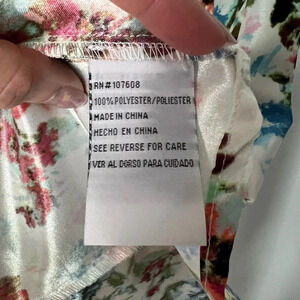 RN#107608
100%POLYESTER/POLIESTER
MADE IN CHINA
HECHO EN CHINA
SEE REVERSE FOR CARE
VER AL DORSO PARA CUIDADO